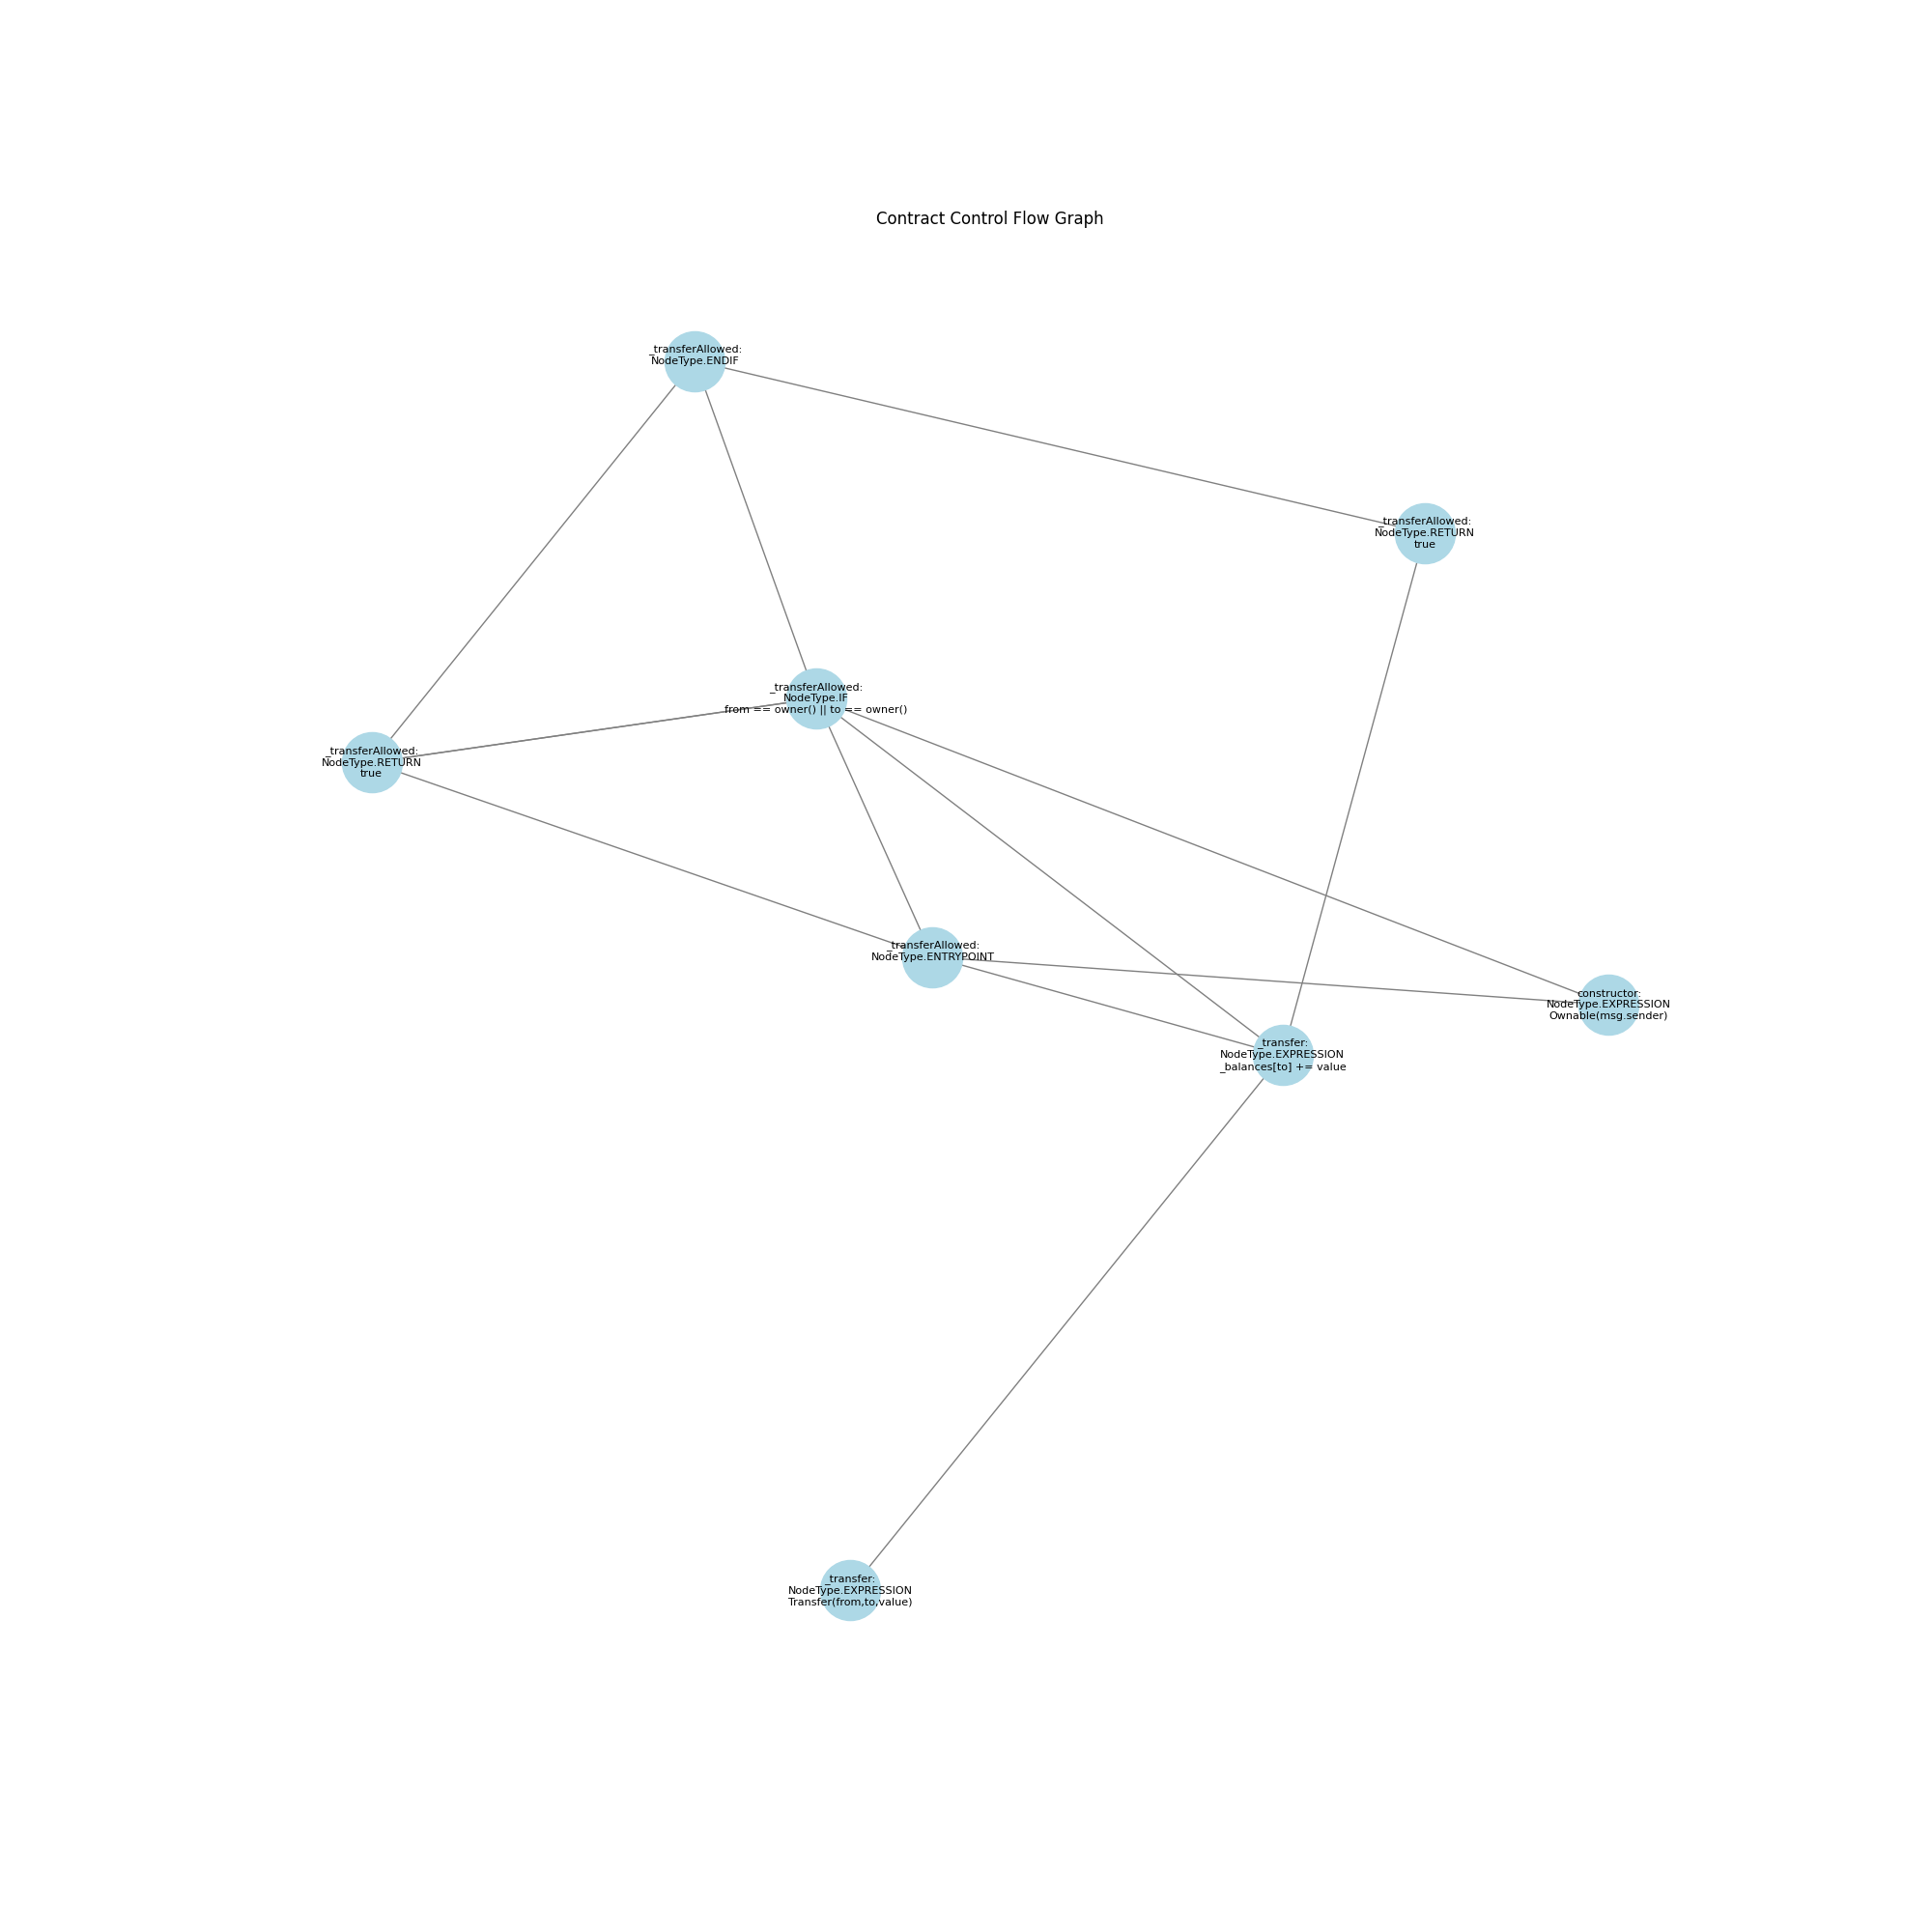 Contract Control Flow Graph
_transferAllowed:
NodeType.ENDIF
_transferAllowed:
NodeType.RETURN
true
_transferAllowed:
NodeType.IF
from == owner() || to == owner()
_transferAllowed:
NodeType.RETURN
true
_transferAllowed:
NodeType.ENTRYPOINT
constructor:
NodeType.EXPRESSION
Ownable(msg.sender)
_transfer:
NodeType.EXPRESSION
_balances[to] += value
_transfer:
NodeType.EXPRESSION
Transfer(from,to,value)